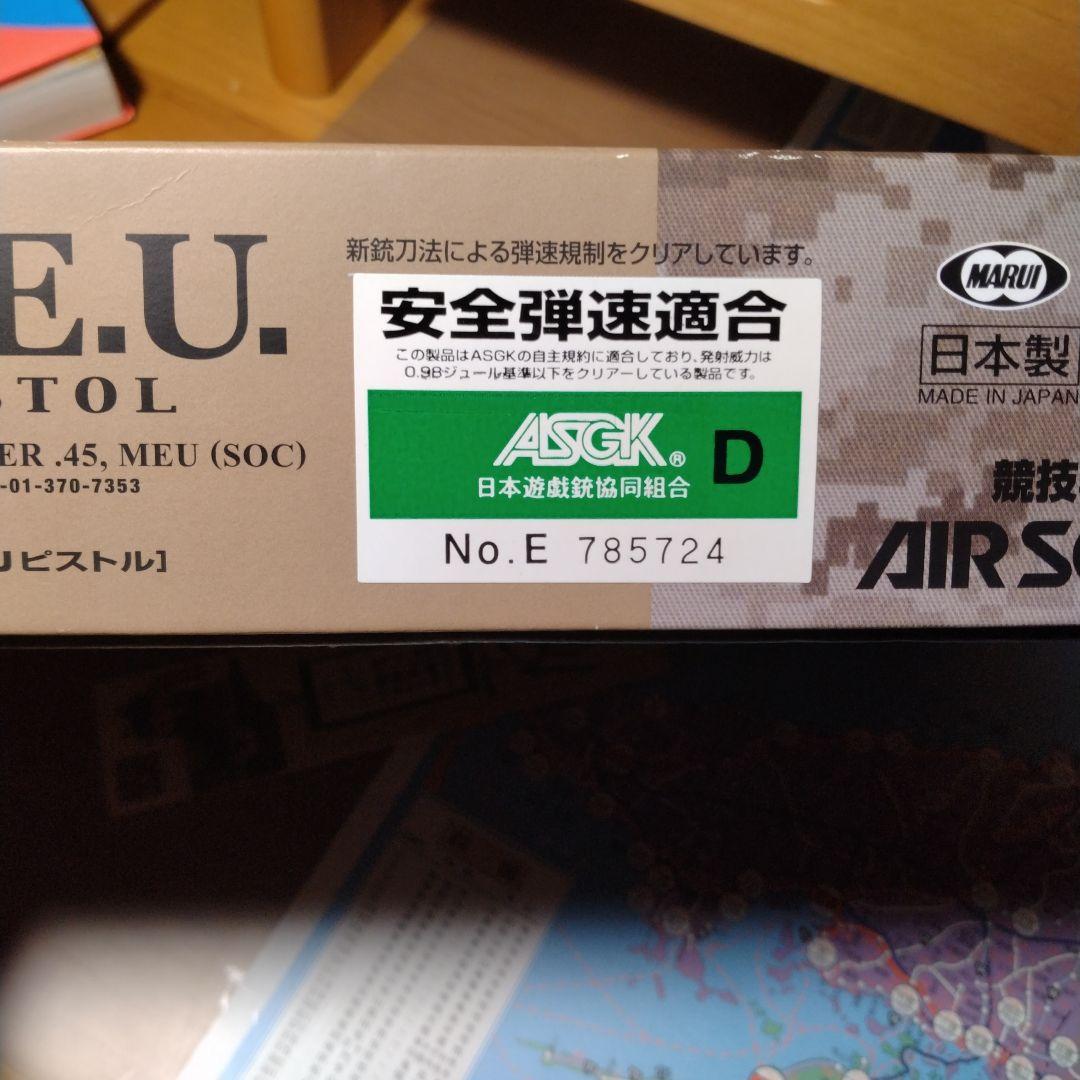 E.U.
STOL
ER .45, MEU (SOC)
-01-370-7353
ピストル]
新銃刀法による弾速規制をクリアしています。
安全弾速適合
この製品はASGKの自主規約に適合しており、発射威力は
0.98ジュール基準以下をクリアーしている製品です。
ASGK® D
日本遊戯銃協同組合
No.E 785724
MARUI
日本製
MADE IN JAPAN
競技
AIR SO